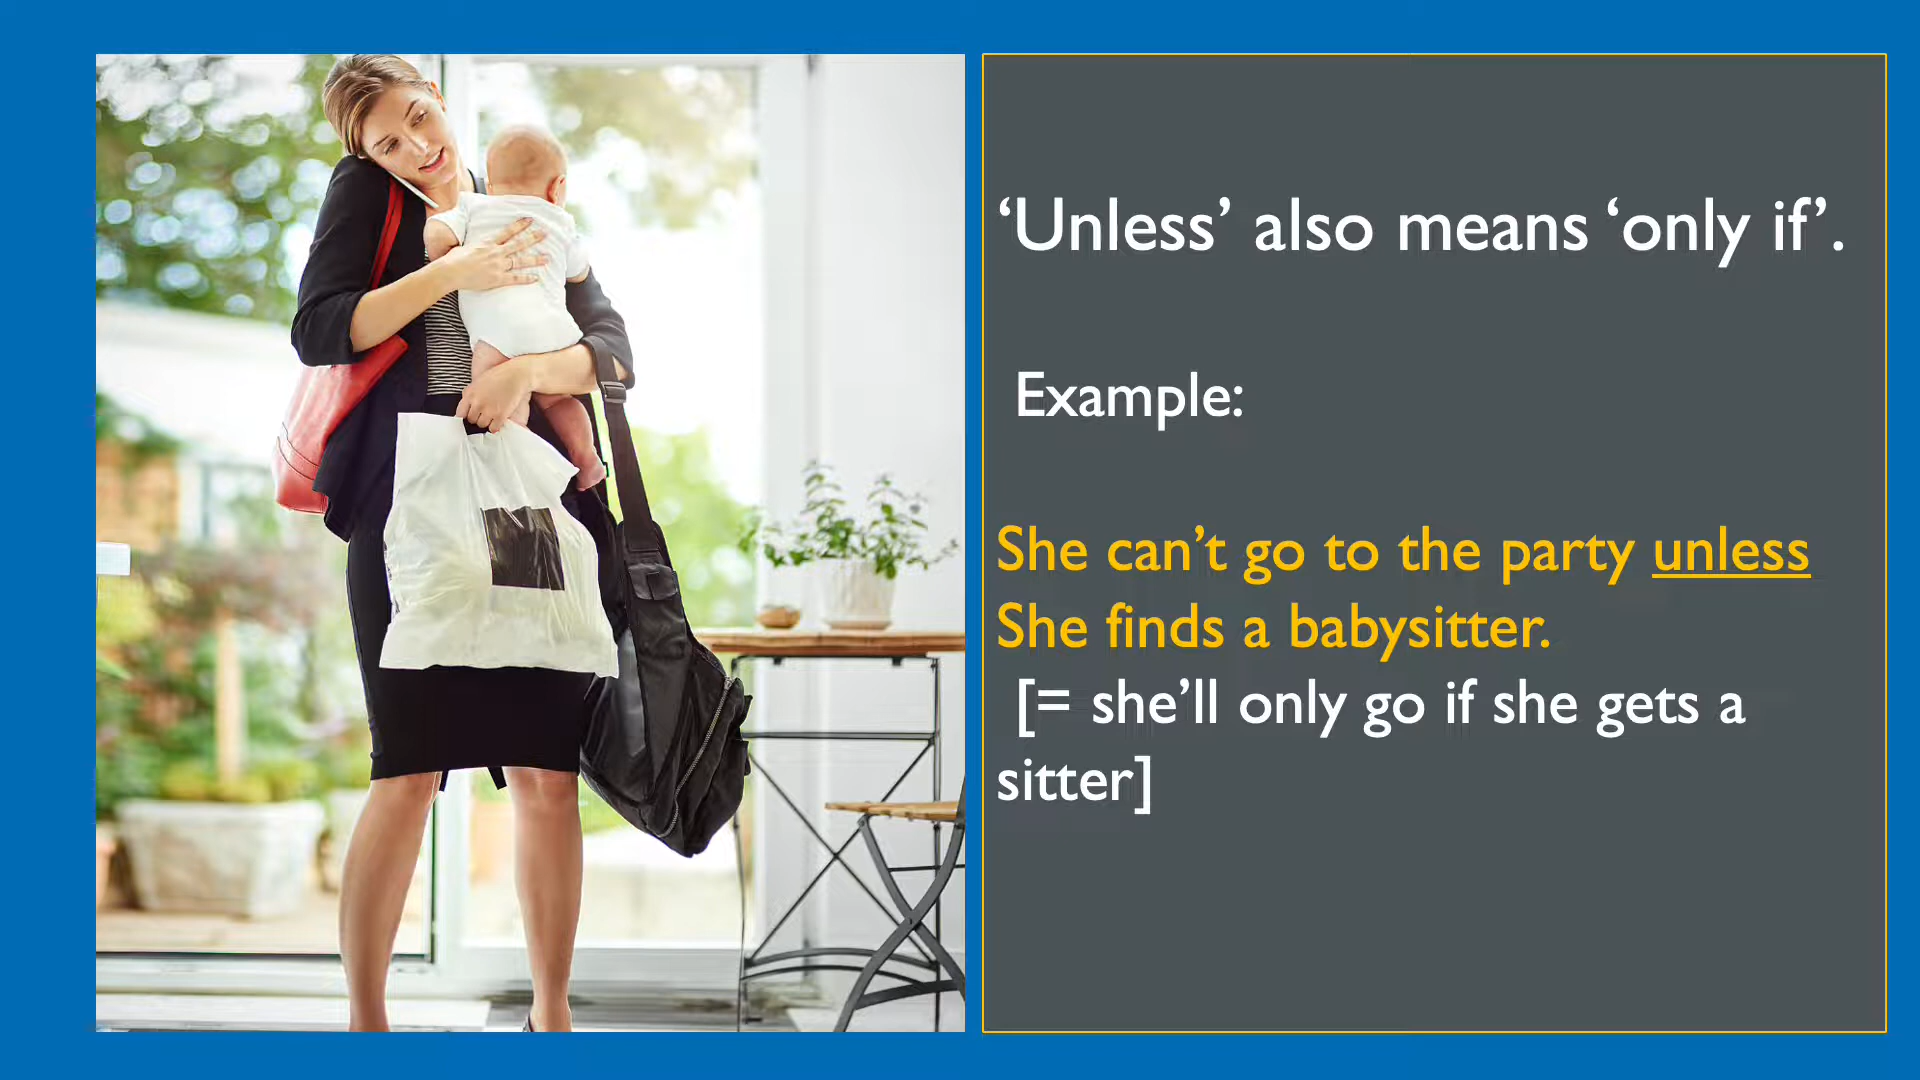 ‘Unless’ also means ‘only if’.
Example:
She can’t go to the party unless
She finds a babysitter.
[= she’ll only go if she gets a
sitter]